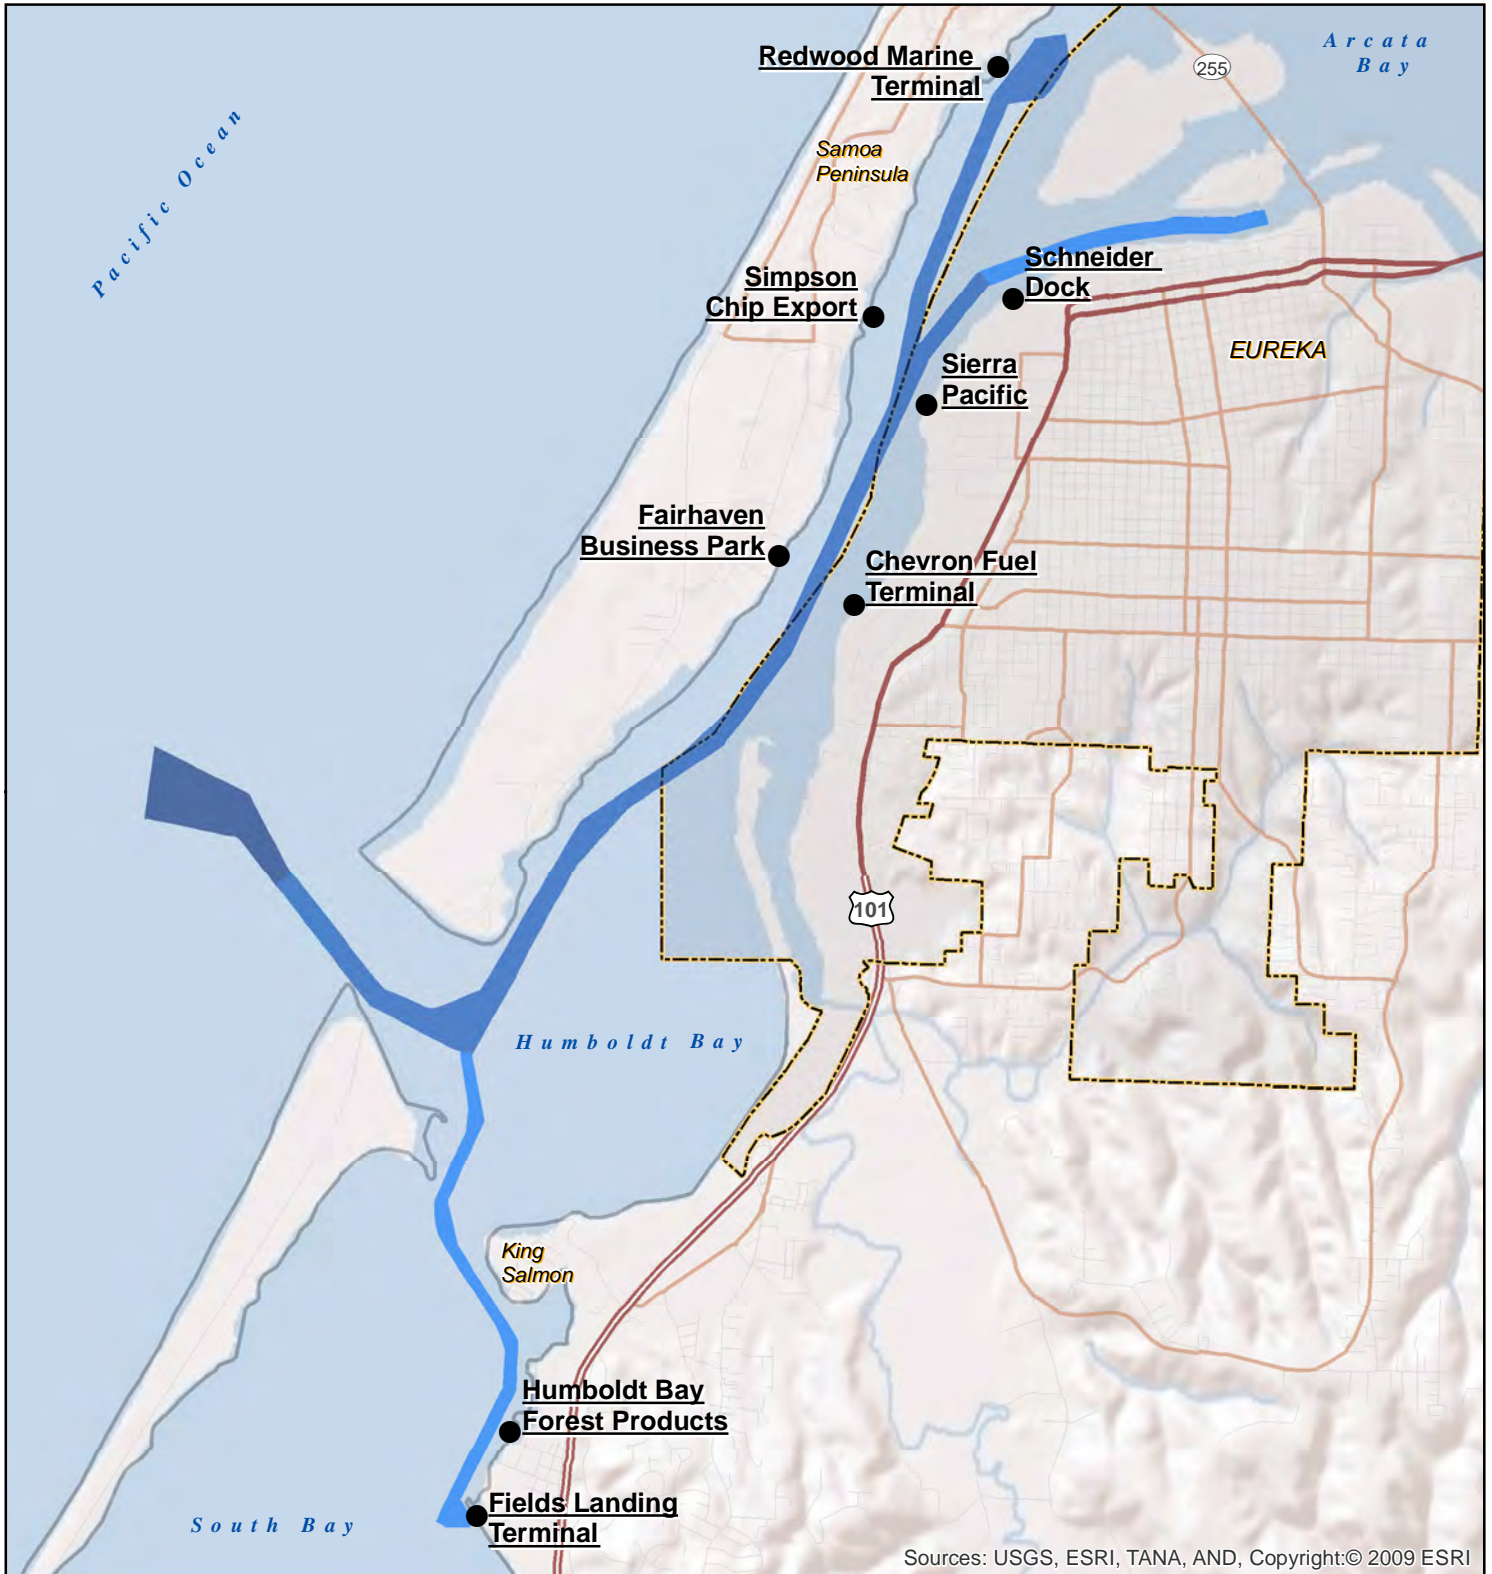 Arcata
Bay
Redwood Marine
Terminal
255
Pacific Ocean
Samoa
Peninsula
Schneider
Dock
Simpson
Chip Export
EUREKA
Sierra
Pacific
Fairhaven
Business Park
Chevron Fuel
Terminal
101
Humboldt Bay
King
Salmon
Humboldt Bay
Forest Products
Fields Landing
Terminal
South Bay
Sources: USGS, ESRI, TANA, AND, Copyright:© 2009 ESRI